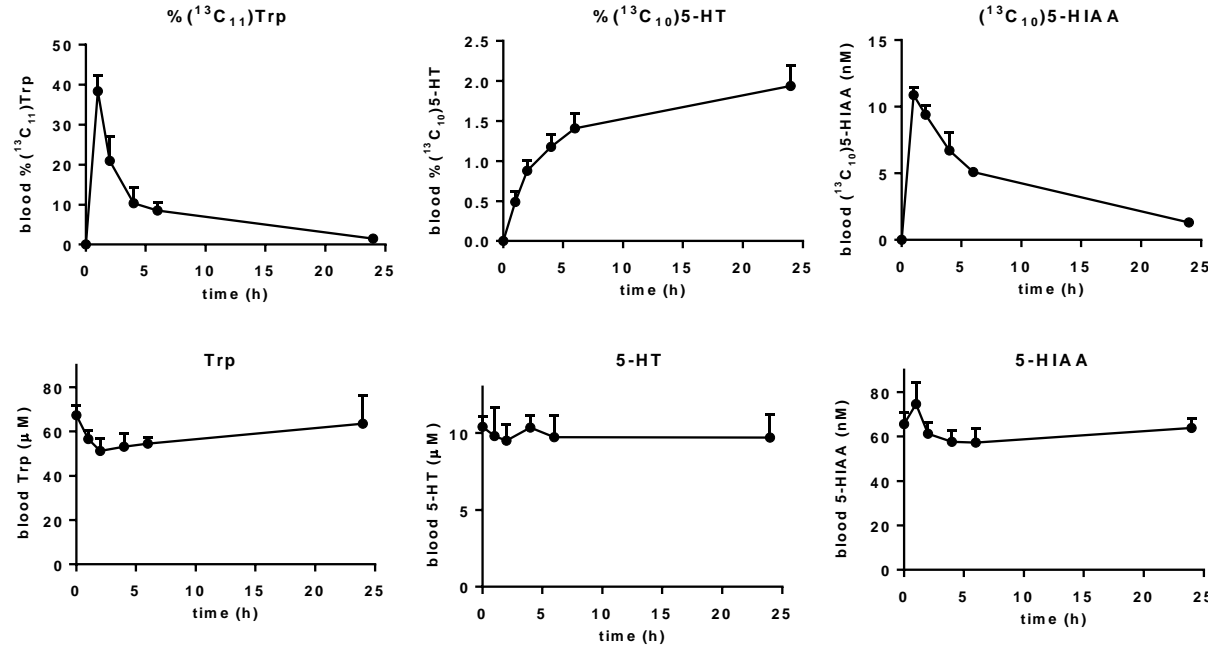 %(¹³C₁₁)Trp
blood %(¹³C₁₁)Trp
50
40
30
20
10
0
0 5 10 15 20 25
time (h)
%(¹³C₁₀)5-HT
blood %(¹³C₁₀)5-HT
2.5
2.0
1.5
1.0
0.5
0.0
0 5 10 15 20 25
time (h)
(¹³C₁₀)5-HIAA
blood (¹³C₁₀)5-HIAA (nM)
15
10
5
0
0 5 10 15 20 25
time (h)
Trp
blood Trp (μM)
80
60
40
20
0
0 5 10 15 20 25
time (h)
5-HT
blood 5-HT (μM)
10
5
0
0 5 10 15 20 25
time (h)
5-HIAA
blood 5-HIAA (nM)
80
60
40
20
0
0 5 10 15 20 25
time (h)